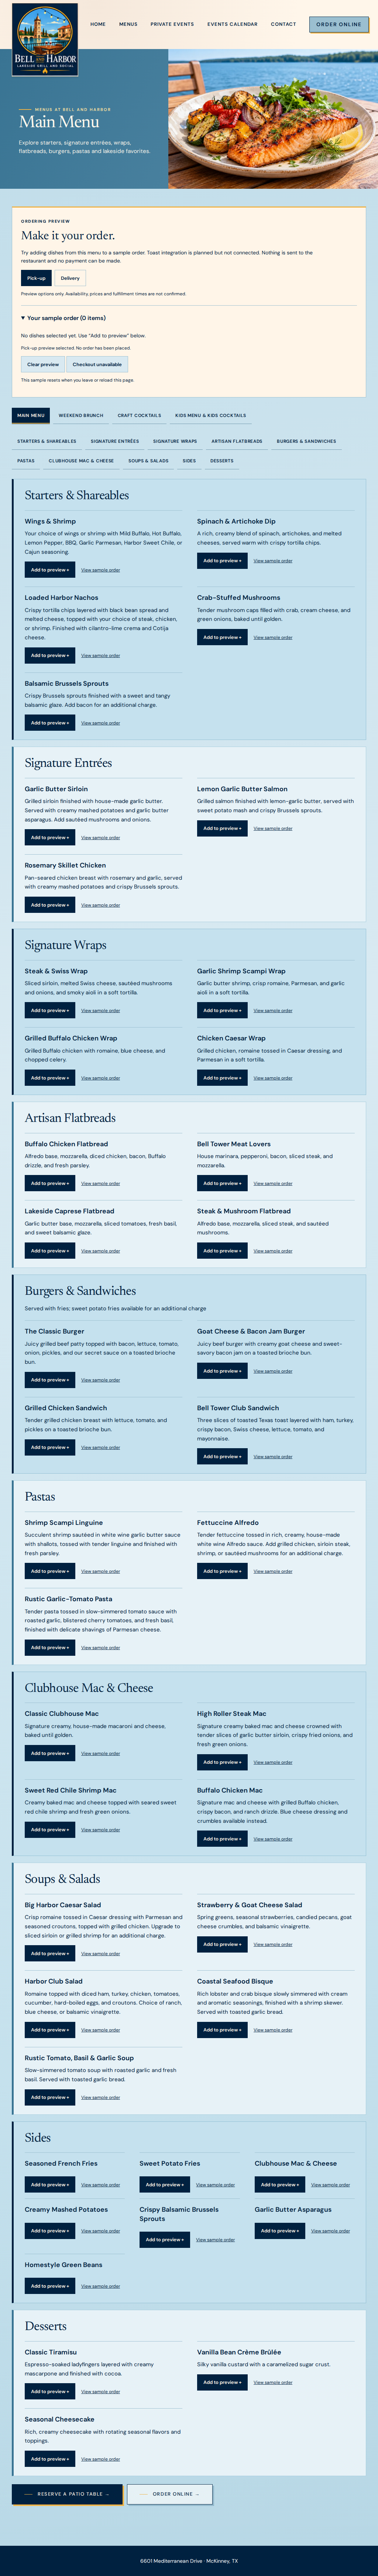 BELL AND HARBOR
LAKESIDE GRILL AND SOCIAL
HOME
MENUS
PRIVATE EVENTS
EVENTS CALENDAR
CONTACT
ORDER ONLINE
MENUS AT BELL AND HARBOR
Main Menu
Explore starters, signature entrées, wraps,
flatbreads, burgers, pastas and lakeside favorites.
ORDERING PREVIEW
Make it your order.
Try adding dishes from this menu to a sample order. Toast integration is planned but not connected. Nothing is sent to the
restaurant and no payment can be made.
Pick-up
Delivery
Preview options only. Availability, prices and fulfillment times are not confirmed.
▼ Your sample order (0 items)
No dishes selected yet. Use "Add to preview" below.
Pick-up preview selected. No order has been placed.
Clear preview
Checkout unavailable
This sample resets when you leave or reload this page.
MAIN MENU
WEEKEND BRUNCH
CRAFT COCKTAILS
KIDS MENU & KIDS COCKTAILS
STARTERS & SHAREABLES
SIGNATURE ENTRÉES
SIGNATURE WRAPS
ARTISAN FLATBREADS
BURGERS & SANDWICHES
PASTAS
CLUBHOUSE MAC & CHEESE
SOUPS & SALADS
SIDES
DESSERTS
Starters & Shareables
Wings & Shrimp
Your choice of wings or shrimp with Mild Buffalo, Hot Buffalo,
Lemon Pepper, BBQ, Garlic Parmesan, Harbor Sweet Chile, or
Cajun seasoning.
Add to preview +
View sample order
Spinach & Artichoke Dip
A rich, creamy blend of spinach, artichokes, and melted
cheeses, served warm with crispy tortilla chips.
Add to preview +
View sample order
Loaded Harbor Nachos
Crispy tortilla chips layered with black bean spread and
melted cheese, topped with your choice of steak, chicken,
or shrimp. Finished with cilantro-lime crema and Cotija
cheese.
Add to preview +
View sample order
Crab-Stuffed Mushrooms
Tender mushroom caps filled with crab, cream cheese, and
green onions, baked until golden.
Add to preview +
View sample order
Balsamic Brussels Sprouts
Crispy Brussels sprouts finished with a sweet and tangy
balsamic glaze. Add bacon for an additional charge.
Add to preview +
View sample order
Signature Entrées
Garlic Butter Sirloin
Grilled sirloin finished with house-made garlic butter.
Served with creamy mashed potatoes and garlic butter
asparagus. Add sautéed mushrooms and onions.
Add to preview +
View sample order
Lemon Garlic Butter Salmon
Grilled salmon finished with lemon-garlic butter, served with
sweet potato mash and crispy Brussels sprouts.
Add to preview +
View sample order
Rosemary Skillet Chicken
Pan-seared chicken breast with rosemary and garlic, served
with creamy mashed potatoes and crispy Brussels sprouts.
Add to preview +
View sample order
Signature Wraps
Steak & Swiss Wrap
Sliced sirloin, melted Swiss cheese, sautéed mushrooms
and onions, and smoky aioli in a soft tortilla.
Add to preview +
View sample order
Garlic Shrimp Scampi Wrap
Garlic butter shrimp, crisp romaine, Parmesan, and garlic
aioli in a soft tortilla.
Add to preview +
View sample order
Grilled Buffalo Chicken Wrap
Grilled Buffalo chicken with romaine, blue cheese, and
chopped celery.
Add to preview +
View sample order
Chicken Caesar Wrap
Grilled chicken, romaine tossed in Caesar dressing, and
Parmesan in a soft tortilla.
Add to preview +
View sample order
Artisan Flatbreads
Buffalo Chicken Flatbread
Alfredo base, mozzarella, diced chicken, bacon, Buffalo
drizzle, and fresh parsley.
Add to preview +
View sample order
Bell Tower Meat Lovers
House marinara, pepperoni, bacon, sliced steak, and
mozzarella.
Add to preview +
View sample order
Lakeside Caprese Flatbread
Garlic butter base, mozzarella, sliced tomatoes, fresh basil,
and sweet balsamic glaze.
Add to preview +
View sample order
Steak & Mushroom Flatbread
Alfredo base, mozzarella, sliced steak, and sautéed
mushrooms.
Add to preview +
View sample order
Burgers & Sandwiches
Served with fries; sweet potato fries available for an additional charge
The Classic Burger
Juicy grilled beef patty topped with bacon, lettuce, tomato,
onion, pickles, and our secret sauce on a toasted brioche
bun.
Add to preview +
View sample order
Goat Cheese & Bacon Jam Burger
Juicy beef burger with creamy goat cheese and sweet-
savory bacon jam on a toasted brioche bun.
Add to preview +
View sample order
Grilled Chicken Sandwich
Tender grilled chicken breast with lettuce, tomato, and
pickles on a toasted brioche bun.
Add to preview +
View sample order
Bell Tower Club Sandwich
Three slices of toasted Texas toast layered with ham, turkey,
crispy bacon, Swiss cheese, lettuce, tomato, and
mayonnaise.
Add to preview +
View sample order
Pastas
Shrimp Scampi Linguine
Succulent shrimp sautéed in white wine garlic butter sauce
with shallots, tossed with tender linguine and finished with
fresh parsley.
Add to preview +
View sample order
Fettuccine Alfredo
Tender fettuccine tossed in rich, creamy, house-made
white wine Alfredo sauce. Add grilled chicken, sirloin steak,
shrimp, or sautéed mushrooms for an additional charge.
Add to preview +
View sample order
Rustic Garlic-Tomato Pasta
Tender pasta tossed in slow-simmered tomato sauce with
roasted garlic, blistered cherry tomatoes, and fresh basil,
finished with delicate shavings of Parmesan cheese.
Add to preview +
View sample order
Clubhouse Mac & Cheese
Classic Clubhouse Mac
Signature creamy, house-made macaroni and cheese,
baked until golden.
Add to preview +
View sample order
High Roller Steak Mac
Signature creamy baked mac and cheese crowned with
tender slices of garlic butter sirloin, crispy fried onions, and
fresh green onions.
Add to preview +
View sample order
Sweet Red Chile Shrimp Mac
Creamy baked mac and cheese topped with seared sweet
red chile shrimp and fresh green onions.
Add to preview +
View sample order
Buffalo Chicken Mac
Signature mac and cheese with grilled Buffalo chicken,
crispy bacon, and ranch drizzle. Blue cheese dressing and
crumbles available instead.
Add to preview +
View sample order
Soups & Salads
Big Harbor Caesar Salad
Crisp romaine tossed in Caesar dressing with Parmesan and
seasoned croutons, topped with grilled chicken. Upgrade to
sliced sirloin or grilled shrimp for an additional charge.
Add to preview +
View sample order
Strawberry & Goat Cheese Salad
Spring greens, seasonal strawberries, candied pecans, goat
cheese crumbles, and balsamic vinaigrette.
Add to preview +
View sample order
Harbor Club Salad
Romaine topped with diced ham, turkey, chicken, tomatoes,
cucumber, hard-boiled eggs, and croutons. Choice of ranch,
blue cheese, or balsamic vinaigrette.
Add to preview +
View sample order
Coastal Seafood Bisque
Rich lobster and crab bisque slowly simmered with cream
and aromatic seasonings, finished with a shrimp skewer.
Served with toasted garlic bread.
Add to preview +
View sample order
Rustic Tomato, Basil & Garlic Soup
Slow-simmered tomato soup with roasted garlic and fresh
basil. Served with toasted garlic bread.
Add to preview +
View sample order
Sides
Seasoned French Fries
Add to preview +
View sample order
Sweet Potato Fries
Add to preview +
View sample order
Clubhouse Mac & Cheese
Add to preview +
View sample order
Creamy Mashed Potatoes
Add to preview +
View sample order
Crispy Balsamic Brussels
Sprouts
Add to preview +
View sample order
Garlic Butter Asparagus
Add to preview +
View sample order
Homestyle Green Beans
Add to preview +
View sample order
Desserts
Classic Tiramisu
Espresso-soaked ladyfingers layered with creamy
mascarpone and finished with cocoa.
Add to preview +
View sample order
Vanilla Bean Crème Brûlée
Silky vanilla custard with a caramelized sugar crust.
Add to preview +
View sample order
Seasonal Cheesecake
Rich, creamy cheesecake with rotating seasonal flavors and
toppings.
Add to preview +
View sample order
RESERVE A PATIO TABLE →
ORDER ONLINE →
6601 Mediterranean Drive · McKinney, TX